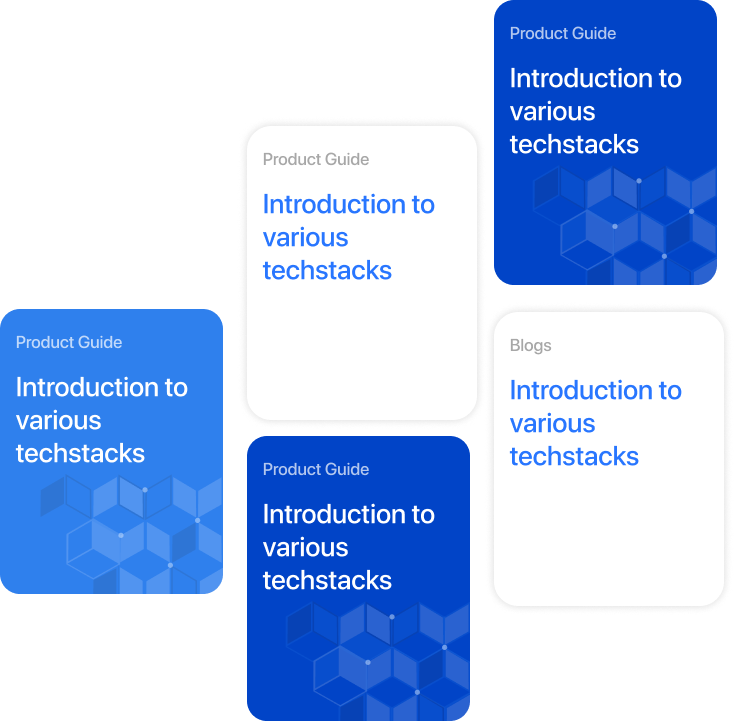 Product Guide
Introduction to
various
techstacks
Product Guide
Introduction to
various
techstacks
Product Guide
Introduction to
various
techstacks
Product Guide
Introduction to
various
techstacks
Blogs
Introduction to
various
techstacks